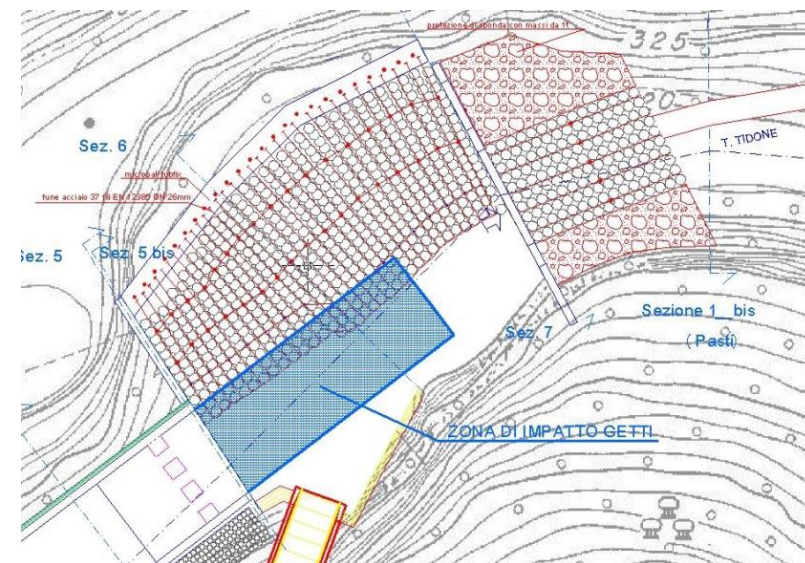 protezione di sponda con massi da 1t
325
20
T. TIDONE
Sez. 6
micropali tubfix
fune acciaio 37 fili EN 12385 DN 26mm
Sez. 5
Sez. 5 bis
Sez. 7
Sezione 1_bis
( Pasti)
ZONA DI IMPATTO GETTI